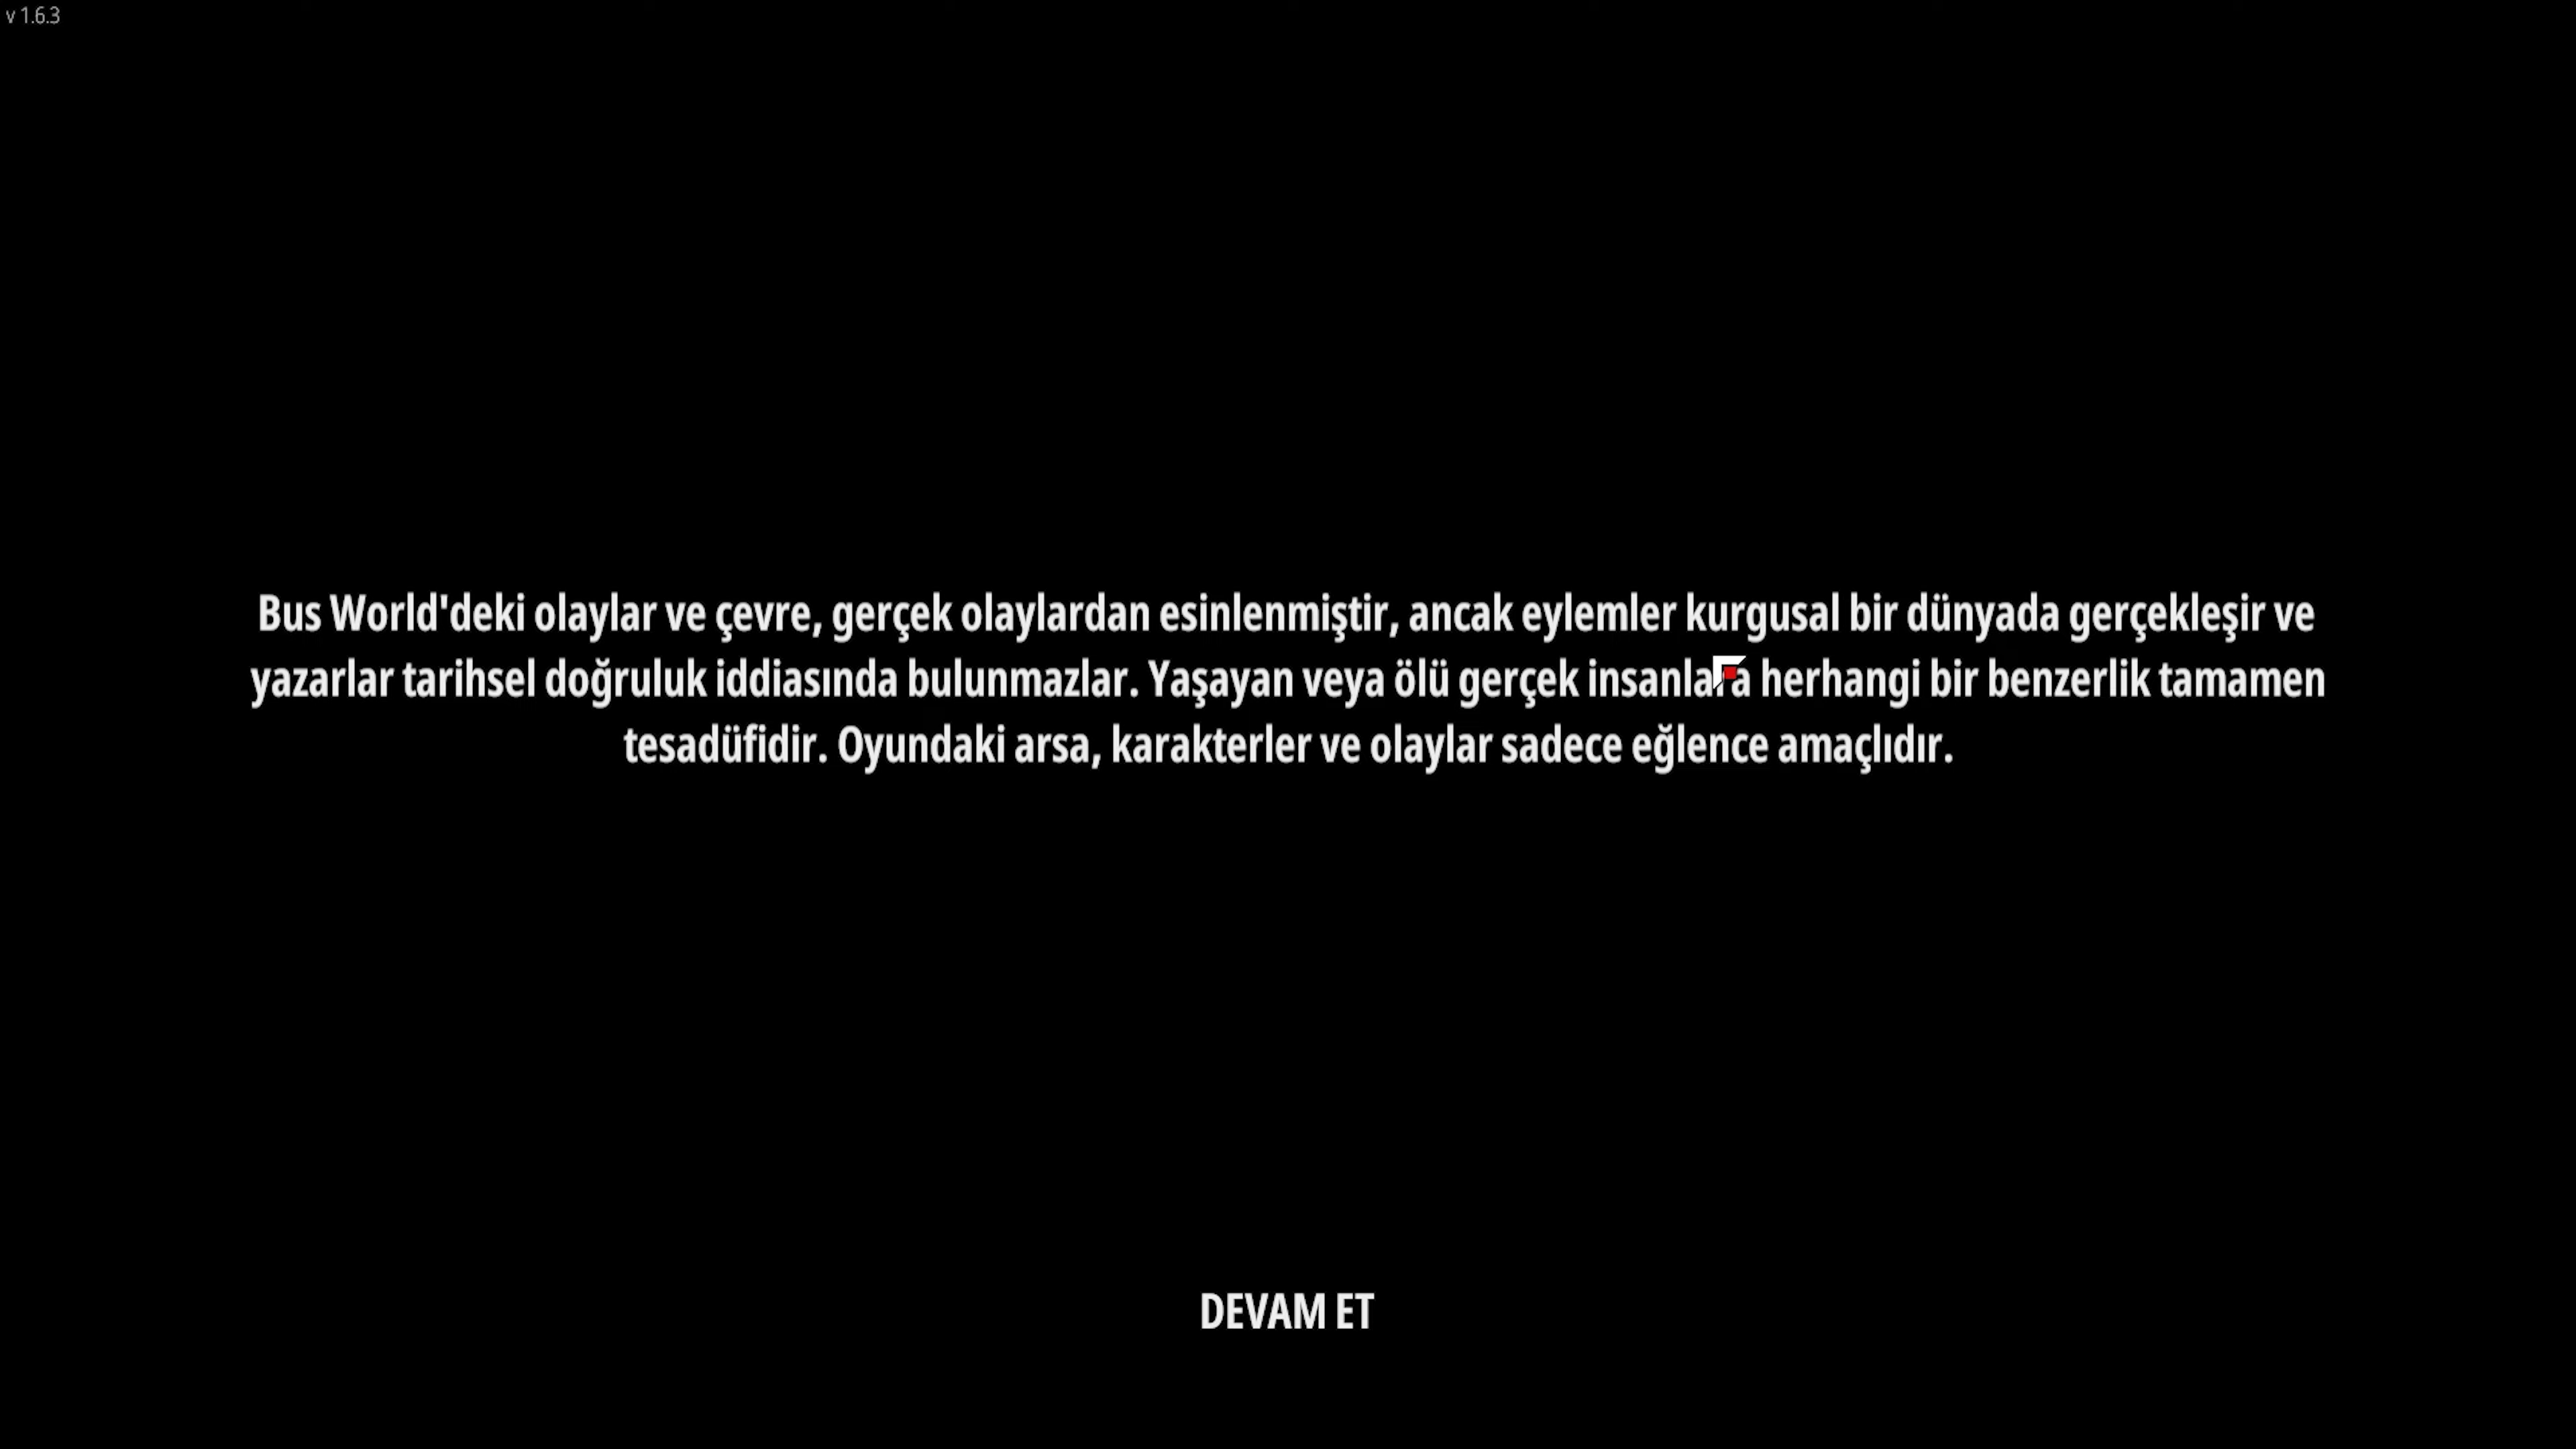 v 1.6.3
Bus World'deki olaylar ve çevre, gerçek olaylardan esinlenmiştir, ancak eylemler kurgusal bir dünyada gerçekleşir ve
yazarlar tarihsel doğruluk iddiasında bulunmazlar. Yaşayan veya ölü gerçek insanlara herhangi bir benzerlik tamamen
tesadüfidir. Oyundaki arsa, karakterler ve olaylar sadece eğlence amaçlıdır.
DEVAM ET